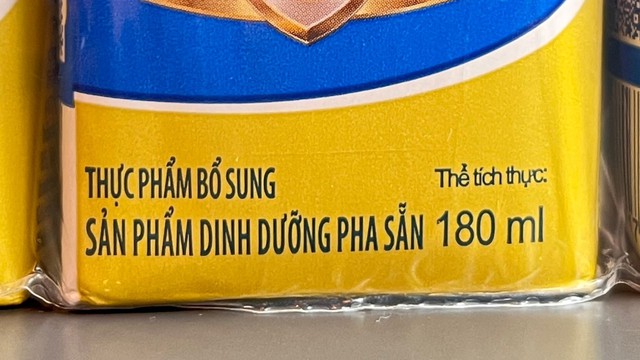 THỰC PHẨM BỔ SUNG
Thể tích thực:
SẢN PHẨM DINH DƯỠNG PHA SẴN 180 ml